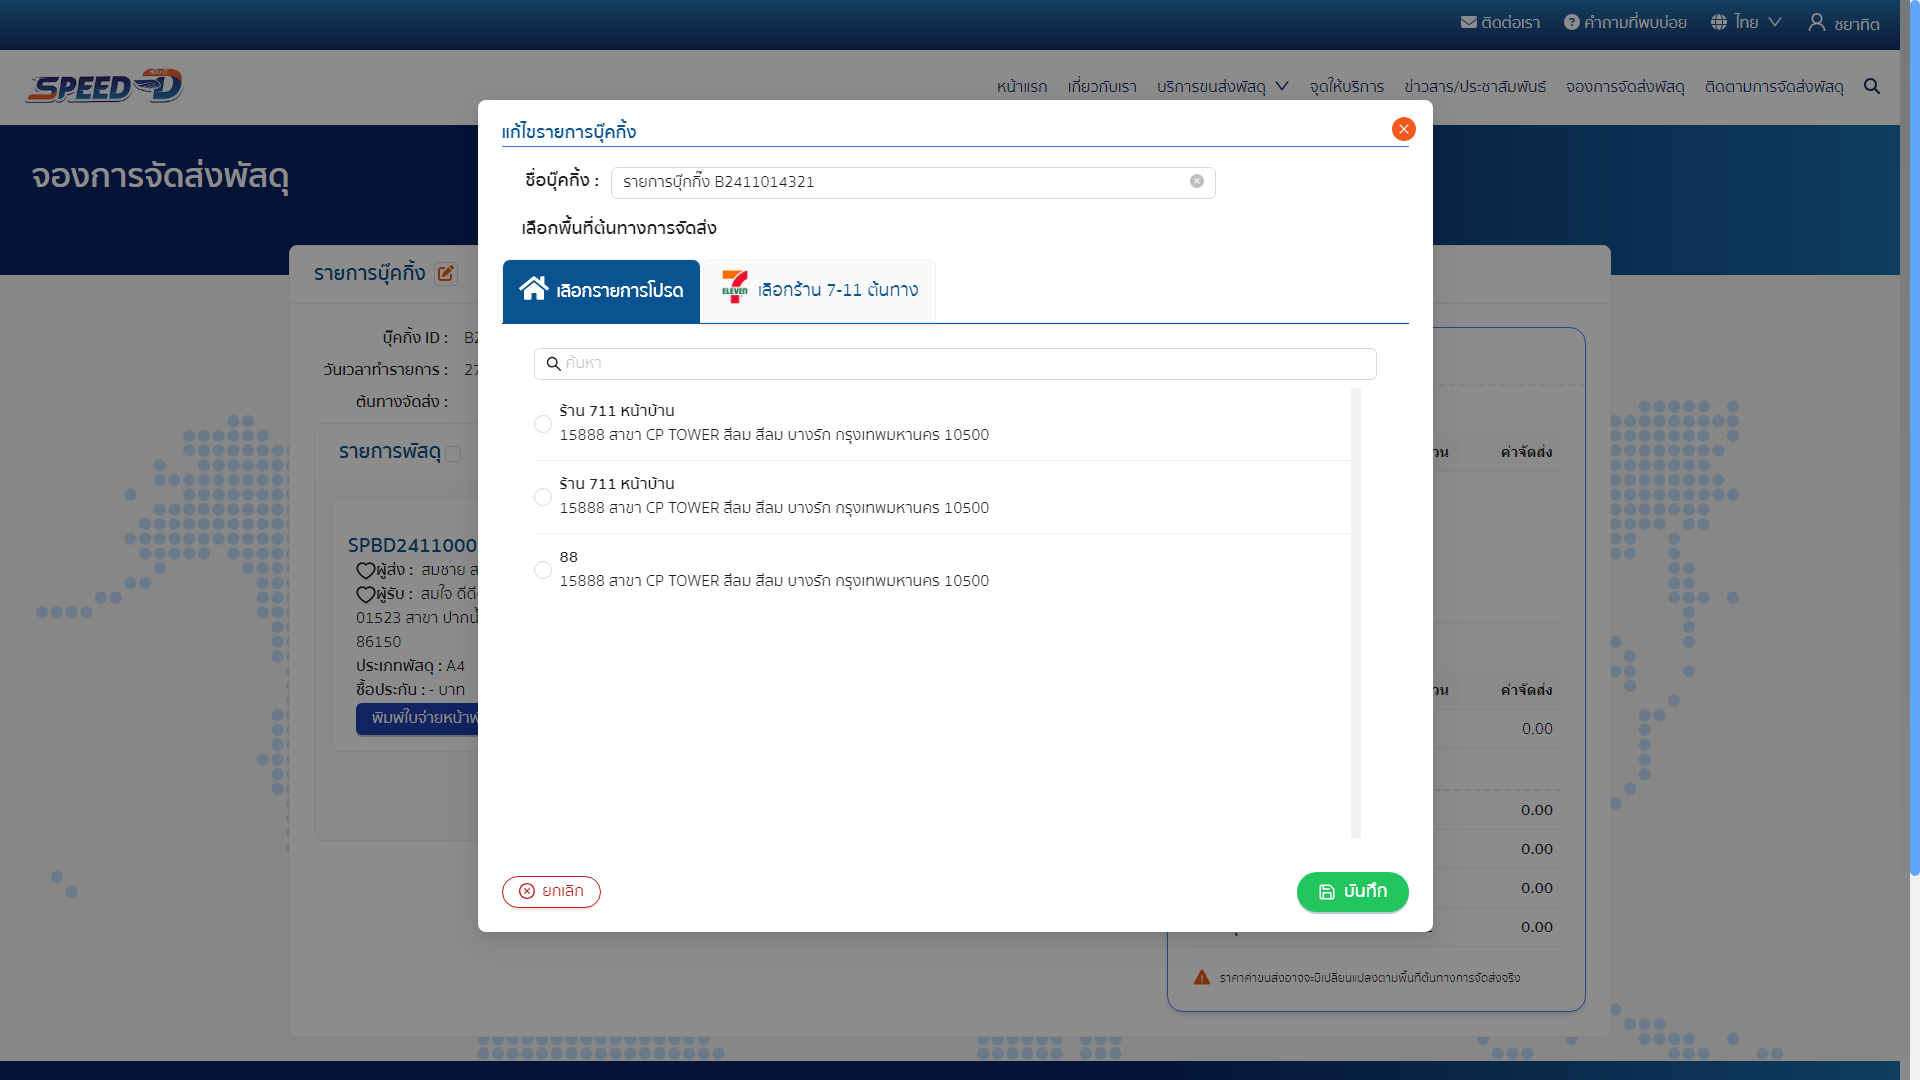 ติดต่อเรา คำถามที่พบบ่อย ไทย ชยาทิต
SPEED-D
หน้าแรก เกี่ยวกับเรา บริการขนส่งพัสดุ จุดให้บริการ ข่าวสาร/ประชาสัมพันธ์ จองการจัดส่งพัสดุ ติดตามการจัดส่งพัสดุ
จองการจัดส่งพัสดุ
แก้ไขรายการบุ๊คกิ้ง
ชื่อบุ๊คกิ้ง : รายการบุ๊กกิ้ง B2411014321
เลือกพื้นที่ต้นทางการจัดส่ง
เลือกรายการโปรด
ELEVEN เลือกร้าน 7-11 ต้นทาง
ค้นหา
ร้าน 711 หน้าบ้าน
15888 สาขา CP TOWER สีลม สีลม บางรัก กรุงเทพมหานคร 10500
ร้าน 711 หน้าบ้าน
15888 สาขา CP TOWER สีลม สีลม บางรัก กรุงเทพมหานคร 10500
88
15888 สาขา CP TOWER สีลม สีลม บางรัก กรุงเทพมหานคร 10500
ยกเลิก
บันทึก
รายการบุ๊คกิ้ง
บุ๊คกิ้ง ID :
วันเวลาทำรายการ : 27
ต้นทางจัดส่ง :
รายการพัสดุ
SPBD2411000
ผู้ส่ง : สมชาย
ผู้รับ : สมใจ
01523 สาขา
86150
ประเภทพัสดุ : A4
ซื้อประกัน : - บาท
พิมพ์ใบจ่ายหน้า
ค่าจัดส่ง
ค่าจัดส่ง
0.00
0.00
0.00
0.00
0.00
ราคาค่าขนส่งอาจจะมีเปลี่ยนแปลงตามพื้นที่ต้นทางการจัดส่งจริง